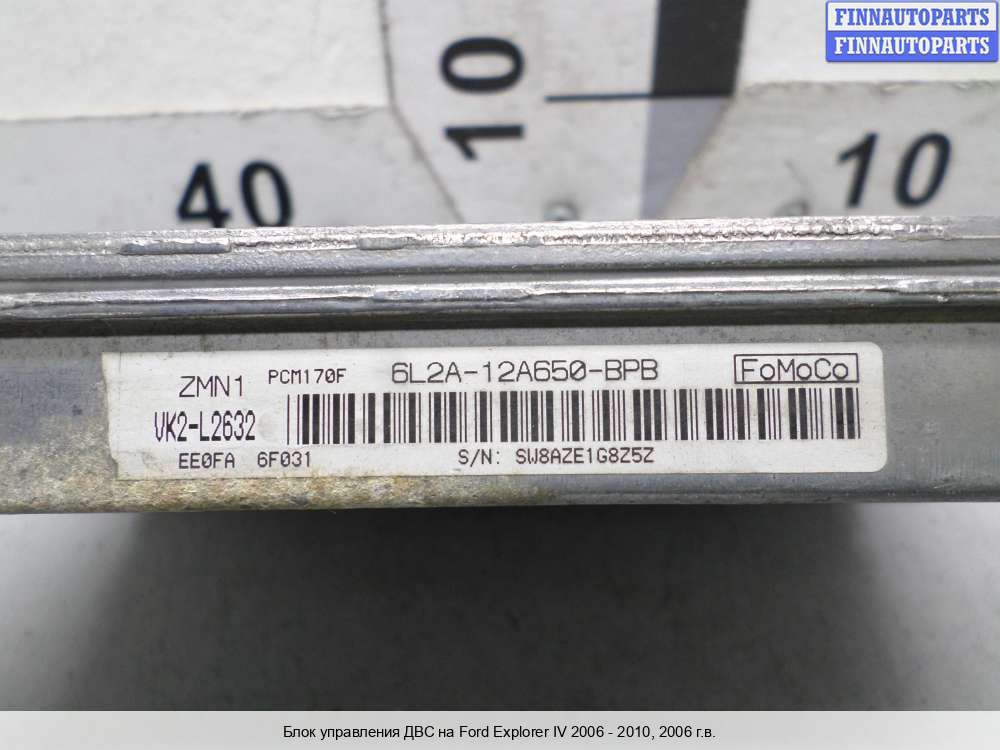 FINNAUTOPARTS
FINNAUTOPARTS
10
40
10
ZMN1 PCM170F 6L2A-12A650-BPB FoMoCo
VK2-L2632
EE0FA 6F031 S/N: SW8AZE1G8Z5Z
Блок управления ДВС на Ford Explorer IV 2006 - 2010, 2006 г.в.